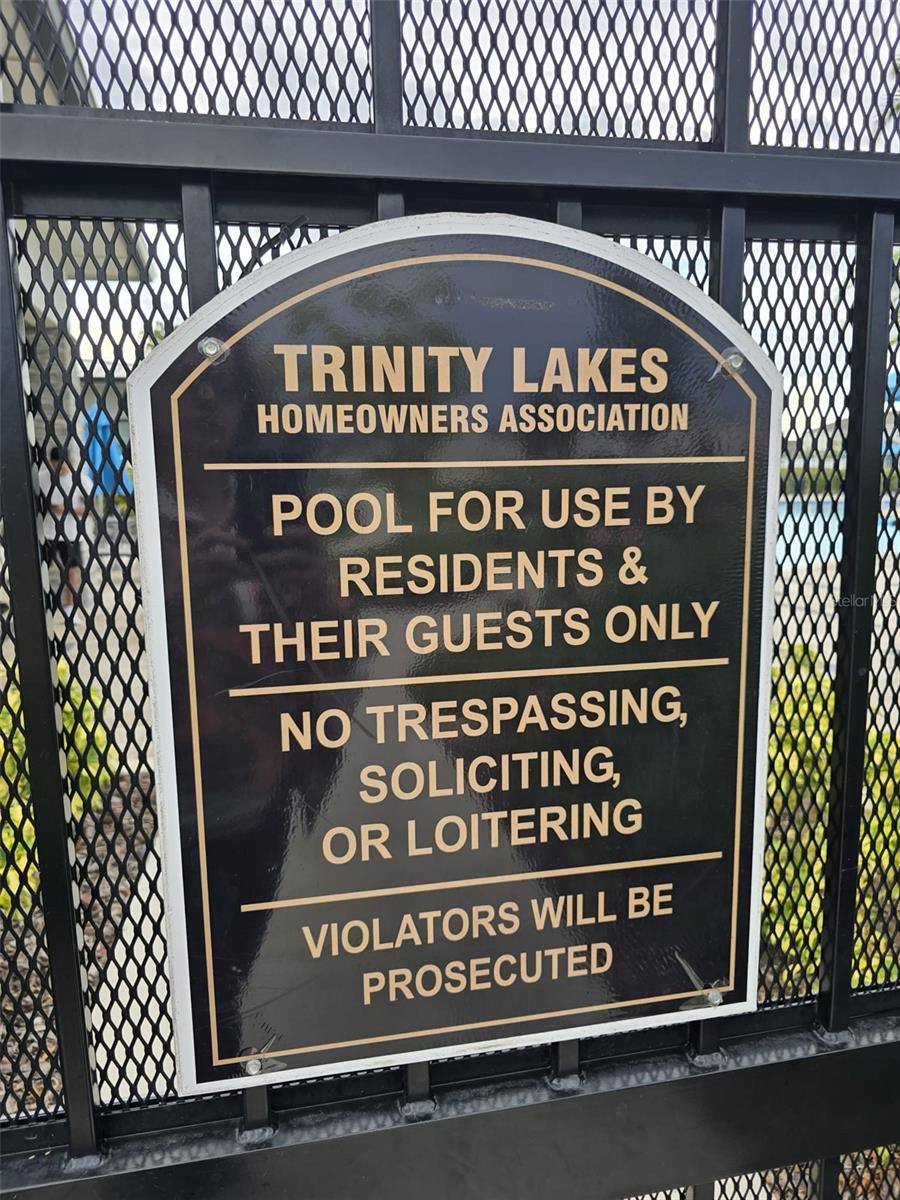 TRINITY LAKES
HOMEOWNERS ASSOCIATION
POOL FOR USE BY
RESIDENTS &
THEIR GUESTS ONLY
NO TRESPASSING,
SOLICITING,
OR LOITERING
VIOLATORS WILL BE
PROSECUTED